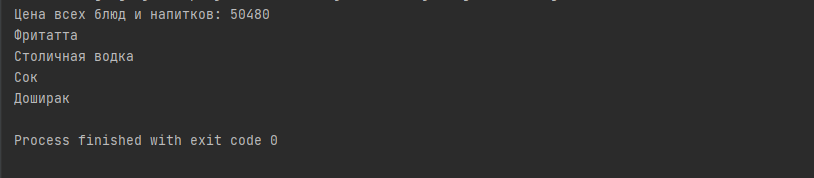 Цена всех блюд и напитков: 50480
Фритатта
Столичная водка
Сок
Доширак
Process finished with exit code 0